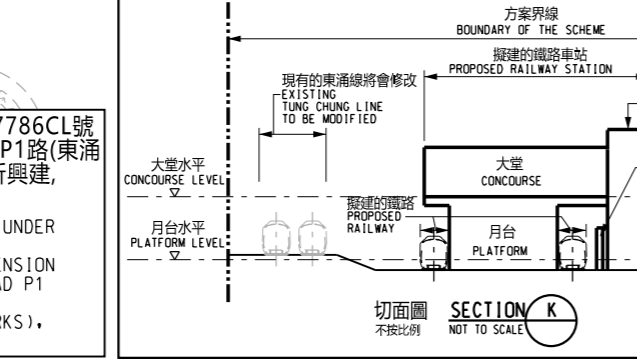 7786CL號
P1路(東涌
新興建,
UNDER
ENSION
AD P1
RKS),
方案界線
BOUNDARY OF THE SCHEME
擬建的鐵路車站
PROPOSED RAILWAY STATION
現有的東涌線將會修改
EXISTING
TUNG CHUNG LINE
TO BE MODIFIED
大堂水平
CONCOURSE LEVEL
大堂
CONCOURSE
擬建的鐵路
PROPOSED
RAILWAY
月台水平
PLATFORM LEVEL
月台
PLATFORM
切面圖 SECTION K
不按比例 NOT TO SCALE